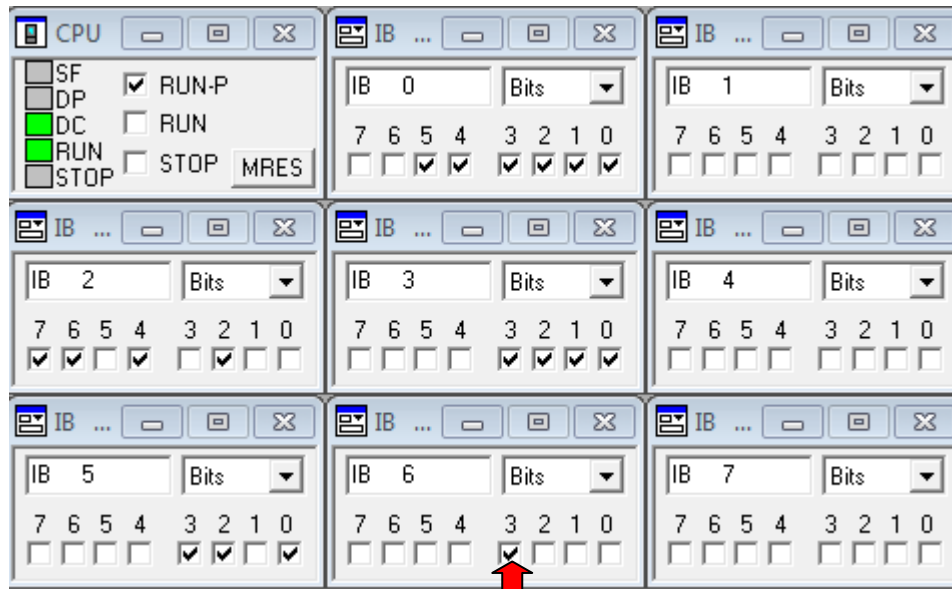 CPU
SF
DP
DC
RUN
STOP
RUN-P
RUN
STOP
MRES
IB ...
IB 0 Bits
7 6 5 4 3 2 1 0
IB ...
IB 1 Bits
7 6 5 4 3 2 1 0
IB ...
IB 2 Bits
7 6 5 4 3 2 1 0
IB ...
IB 3 Bits
7 6 5 4 3 2 1 0
IB ...
IB 4 Bits
7 6 5 4 3 2 1 0
IB ...
IB 5 Bits
7 6 5 4 3 2 1 0
IB ...
IB 6 Bits
7 6 5 4 3 2 1 0
IB ...
IB 7 Bits
7 6 5 4 3 2 1 0